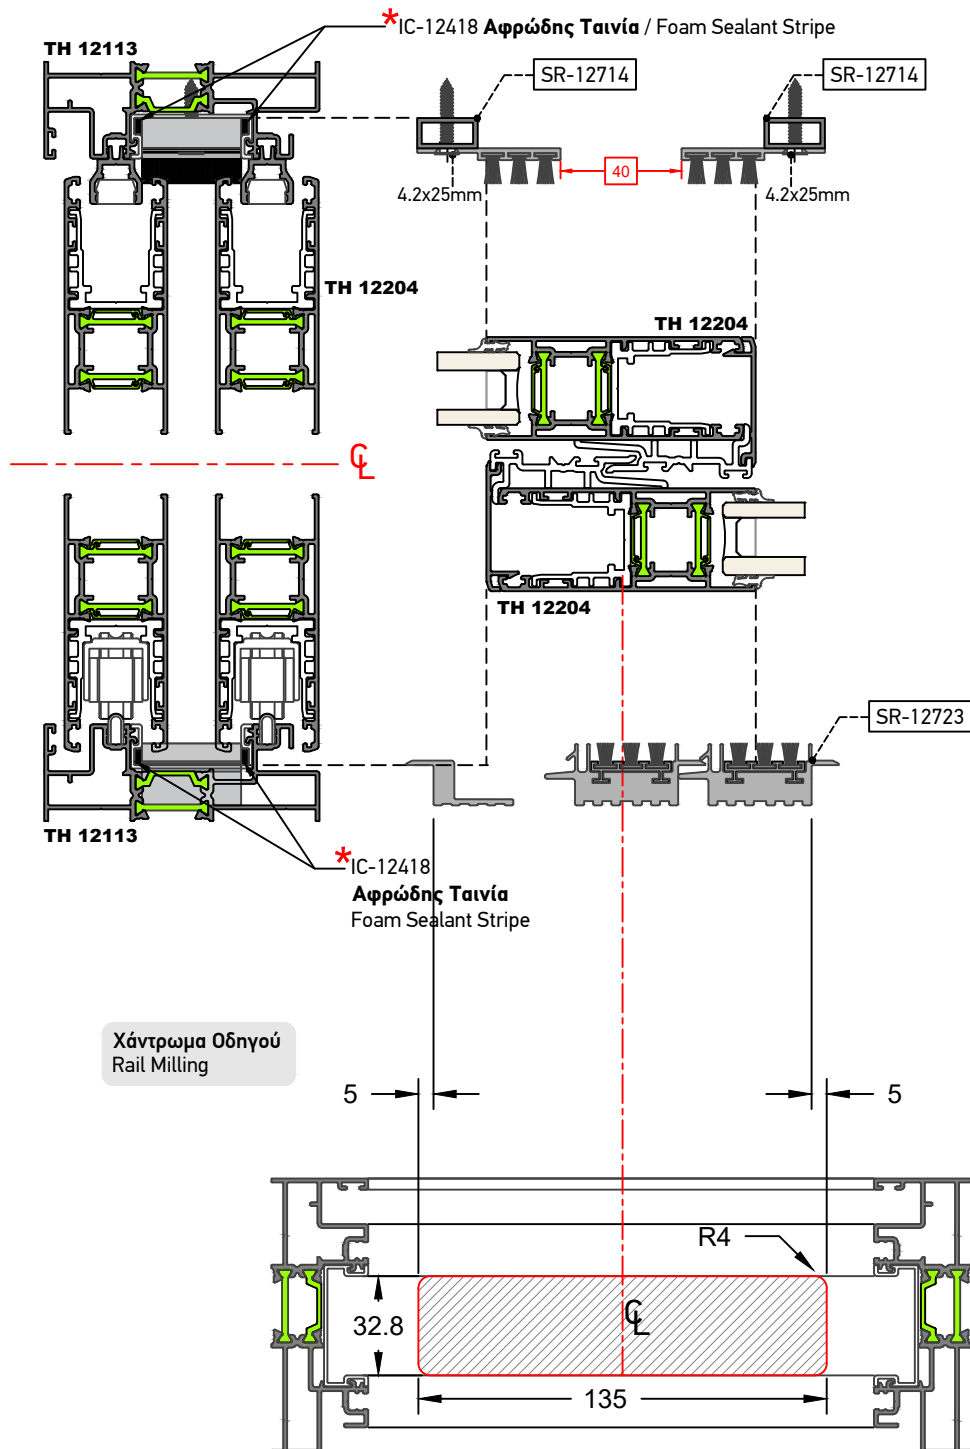 *IC-12418 Αφρώδης Ταινία / Foam Sealant Stripe
TH 12113
SR-12714
SR-12714
40
4.2x25mm
4.2x25mm
TH 12204
TH 12204
℄
TH 12204
SR-12723
TH 12113
*IC-12418
Αφρώδης Ταινία
Foam Sealant Stripe
Χάντρωμα Οδηγού
Rail Milling
5
5
R4
32.8
℄
135